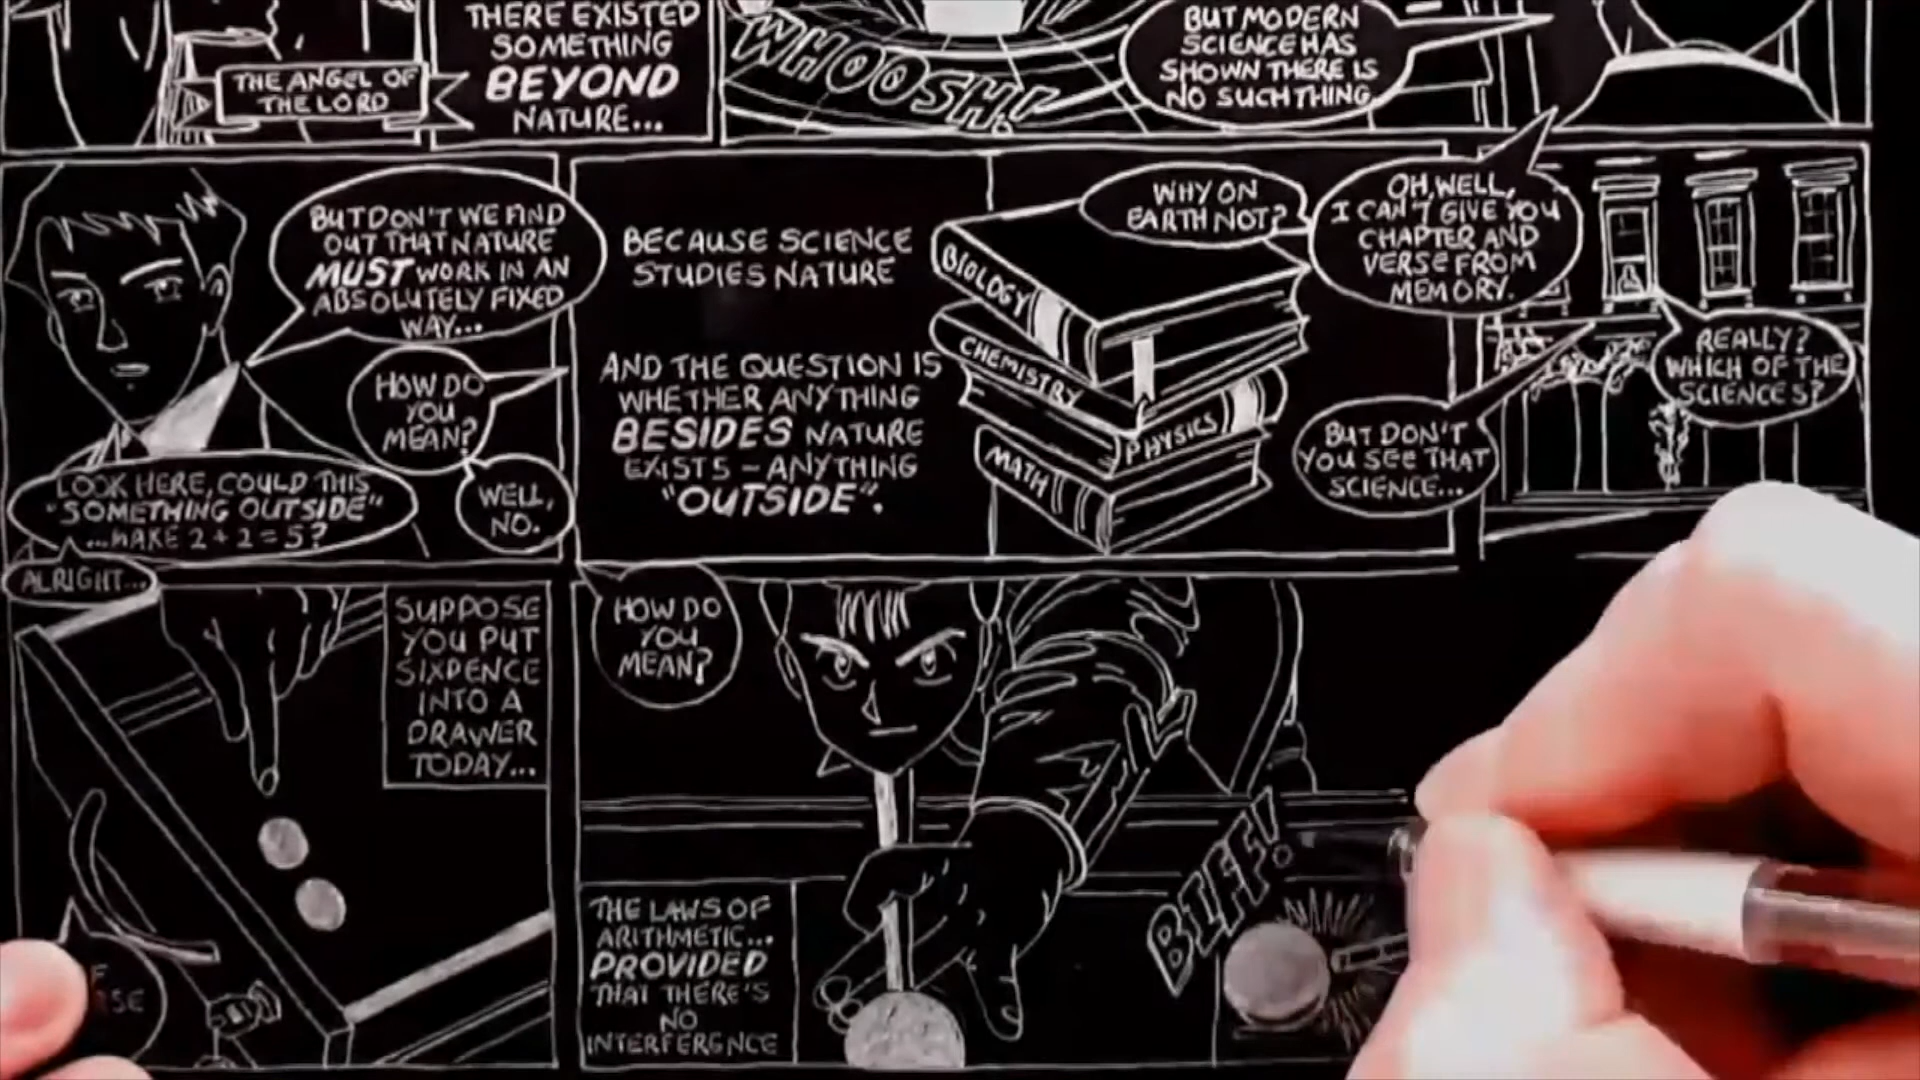 THE ANGEL OF
THE LORD
THERE EXISTED
SOMETHING
BEYOND
NATURE...
WHOOSH!
BUT MODERN
SCIENCE HAS
SHOWN THERE IS
NO SUCH THING
BUT DON'T WE FIND
OUT THAT NATURE
MUST WORK IN AN
ABSOLUTELY FIXED
WAY...
HOW DO
YOU
MEAN?
LOOK HERE, COULD THIS
"SOMETHING OUTSIDE"
...MAKE 2+2=5?
WELL,
NO.
BECAUSE SCIENCE
STUDIES NATURE
AND THE QUESTION IS
WHETHER ANYTHING
BESIDES NATURE
EXISTS - ANYTHING
"OUTSIDE".
WHY ON
EARTH NOT?
BIOLOGY
CHEMISTRY
PHYSICS
MATH
OH, WELL,
I CAN'T GIVE YOU
CHAPTER AND
VERSE FROM
MEMORY.
REALLY?
WHICH OF THE
SCIENCES?
BUT DON'T
YOU SEE THAT
SCIENCE...
ALRIGHT...
SUPPOSE
YOU PUT
SIXPENCE
INTO A
DRAWER
TODAY...
HOW DO
YOU
MEAN?
THE LAWS OF
ARITHMETIC...
PROVIDED
THAT THERE'S
NO
INTERFERENCE
BIFF!